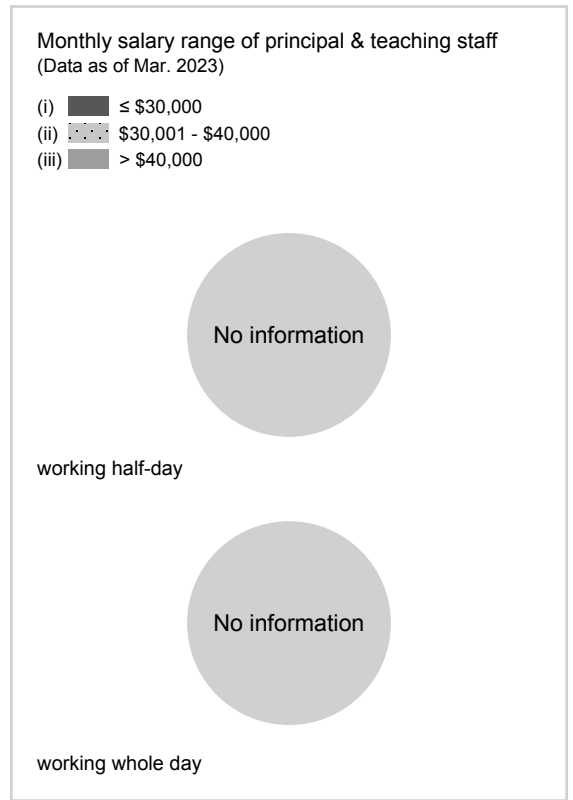 Monthly salary range of principal & teaching staff
(Data as of Mar. 2023)
(i) ≤ $30,000
(ii) $30,001 - $40,000
(iii) > $40,000
No information
working half-day
No information
working whole day